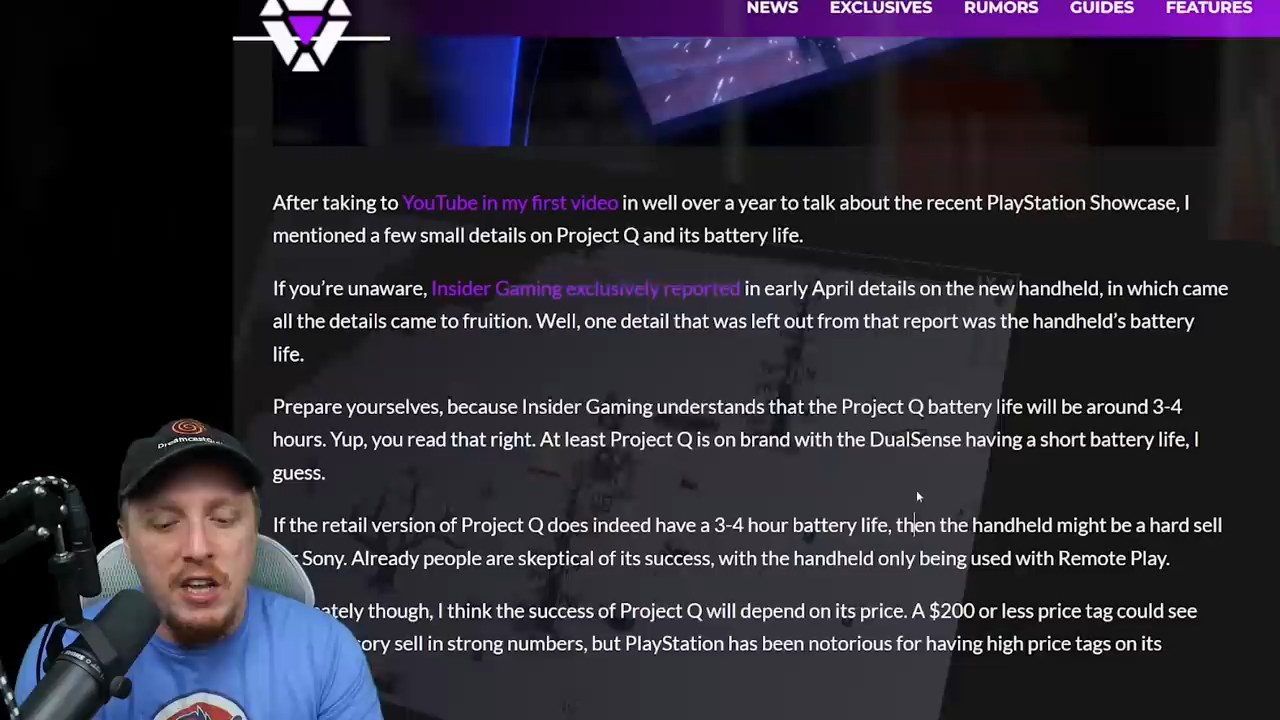 NEWS EXCLUSIVES RUMORS GUIDES FEATURES
After taking to YouTube in my first video in well over a year to talk about the recent PlayStation Showcase, I
mentioned a few small details on Project Q and its battery life.
If you’re unaware, Insider Gaming exclusively reported in early April details on the new handheld, in which came
all the details came to fruition. Well, one detail that was left out from that report was the handheld’s battery
life.
Prepare yourselves, because Insider Gaming understands that the Project Q battery life will be around 3-4
hours. Yup, you read that right. At least Project Q is on brand with the DualSense having a short battery life, I
guess.
If the retail version of Project Q does indeed have a 3-4 hour battery life, then the handheld might be a hard sell
Sony. Already people are skeptical of its success, with the handheld only being used with Remote Play.
ately though, I think the success of Project Q will depend on its price. A $200 or less price tag could see
ory sell in strong numbers, but PlayStation has been notorious for having high price tags on its